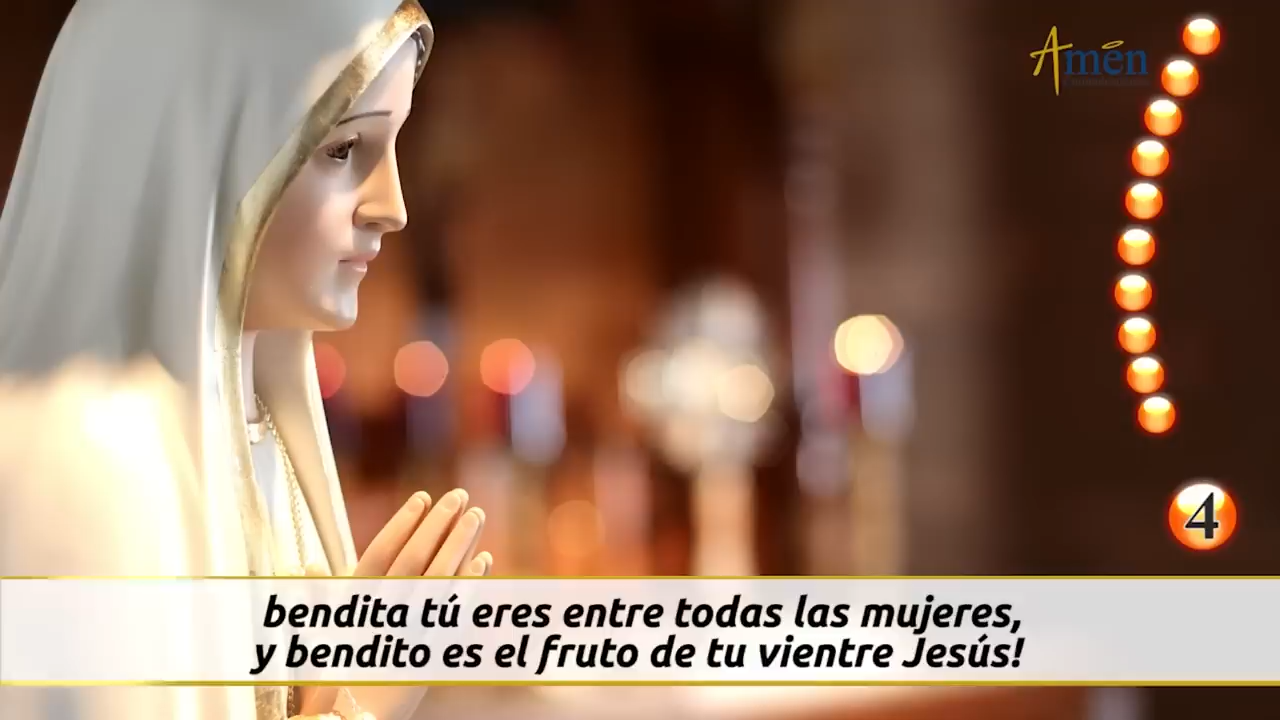 Amén
4
bendita tú eres entre todas las mujeres,
y bendito es el fruto de tu vientre Jesús!